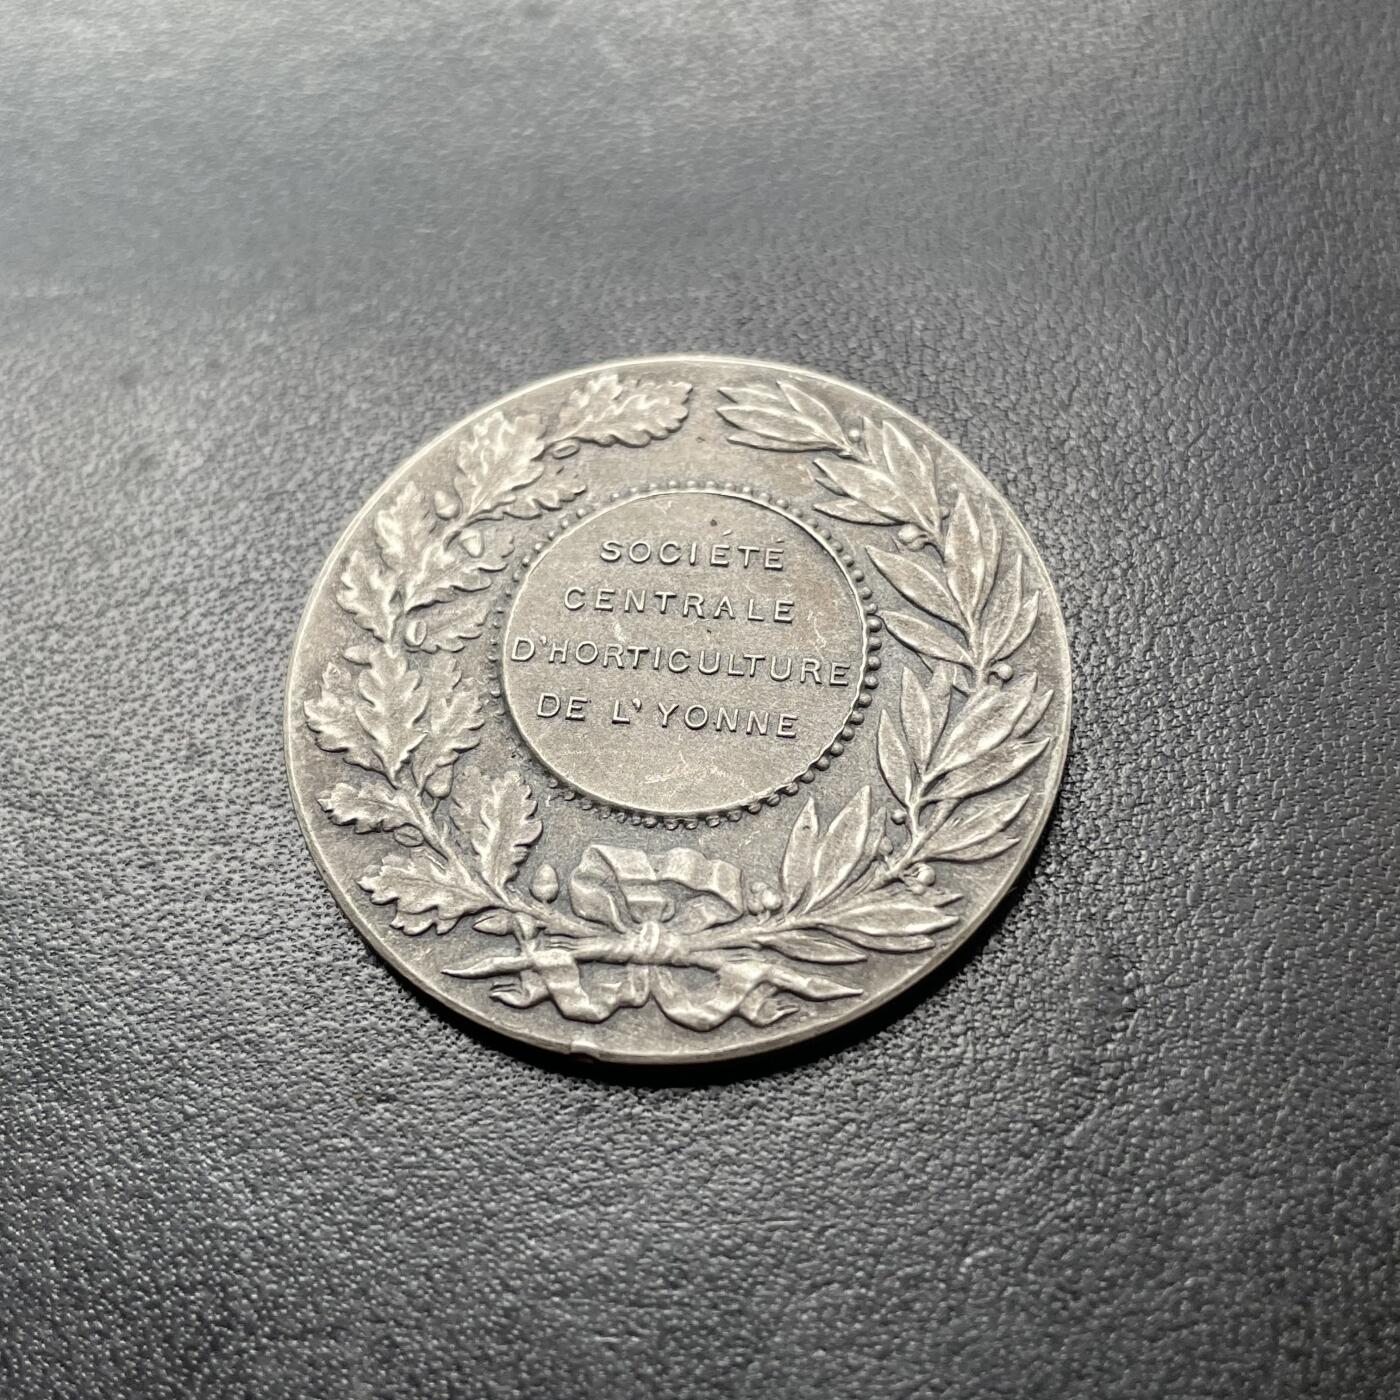 SOCIÉTÉ
CENTRALE
D'HORTICULTURE
DE L'YONNE